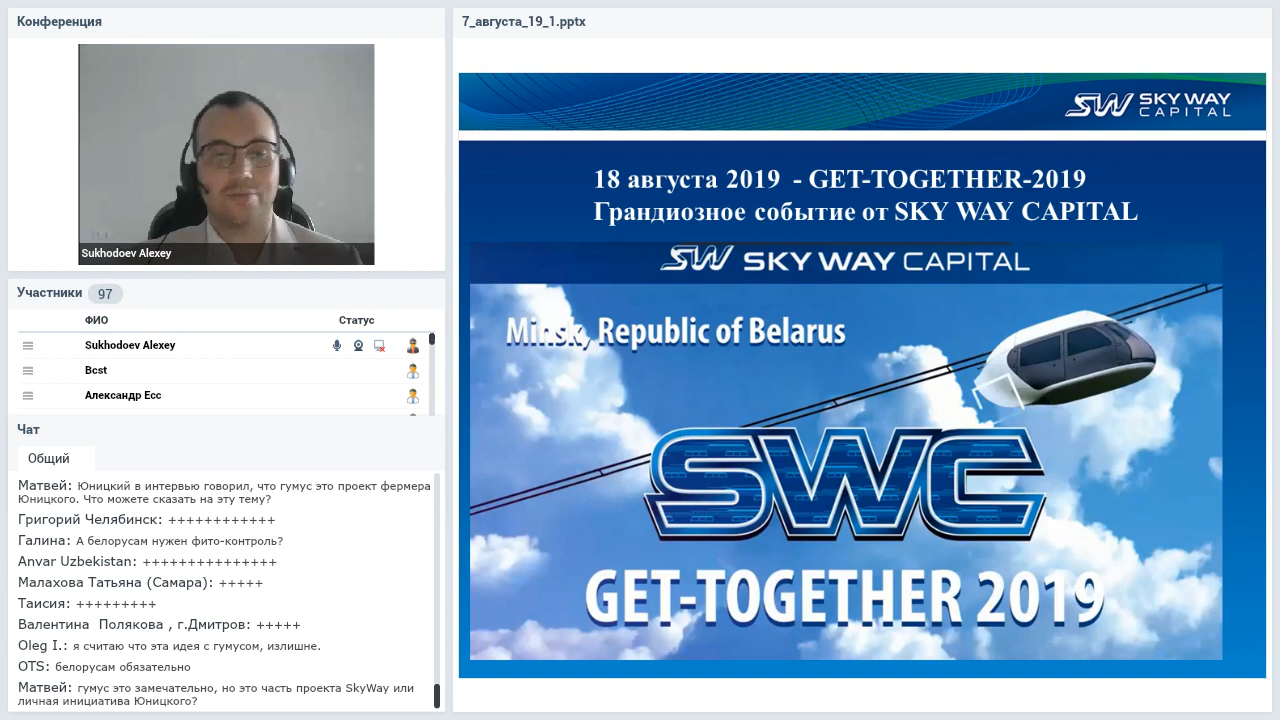 Конференция
Sukhodoev Alexey
Участники 97
ФИО Статус
Sukhodoev Alexey
Bcst
Александр Есс
Чат
Общий
Матвей: Юницкий в интервью говорил, что гумус это проект фермера
Юницкого. Что можете сказать на эту тему?
Григорий Челябинск: ++++++++++++
Галина: А белорусам нужен фито-контроль?
Anvar Uzbekistan: +++++++++++++++
Малахова Татьяна (Самара): +++++
Таисия: +++++++++
Валентина  Полякова , г.Дмитров: +++++
Oleg I.: я считаю что эта идея с гумусом, излишне.
OTS: белорусам обязательно
Матвей: гумус это замечательно, но это часть проекта SkyWay или
личная инициатива Юницкого?
7_августа_19_1.pptx
SW SKY WAY
CAPITAL
18 августа 2019  - GET-TOGETHER-2019
Грандиозное событие от SKY WAY CAPITAL
SW SKY WAY CAPITAL
Minsk, Republic of Belarus
SWC
GET-TOGETHER 2019